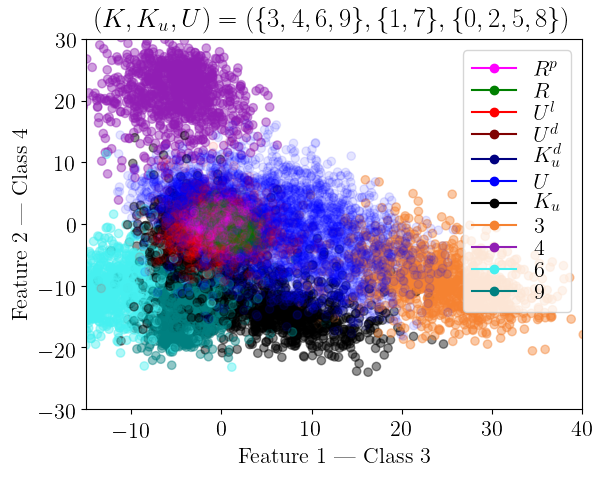 (K, K_u, U) = ({3, 4, 6, 9}, {1, 7}, {0, 2, 5, 8})
30
20
10
0
−10
−20
−30
Feature 2 — Class 4
R^p
R
U^l
U^d
K_u^d
U
K_u
3
4
6
9
−10 0 10 20 30 40
Feature 1 — Class 3